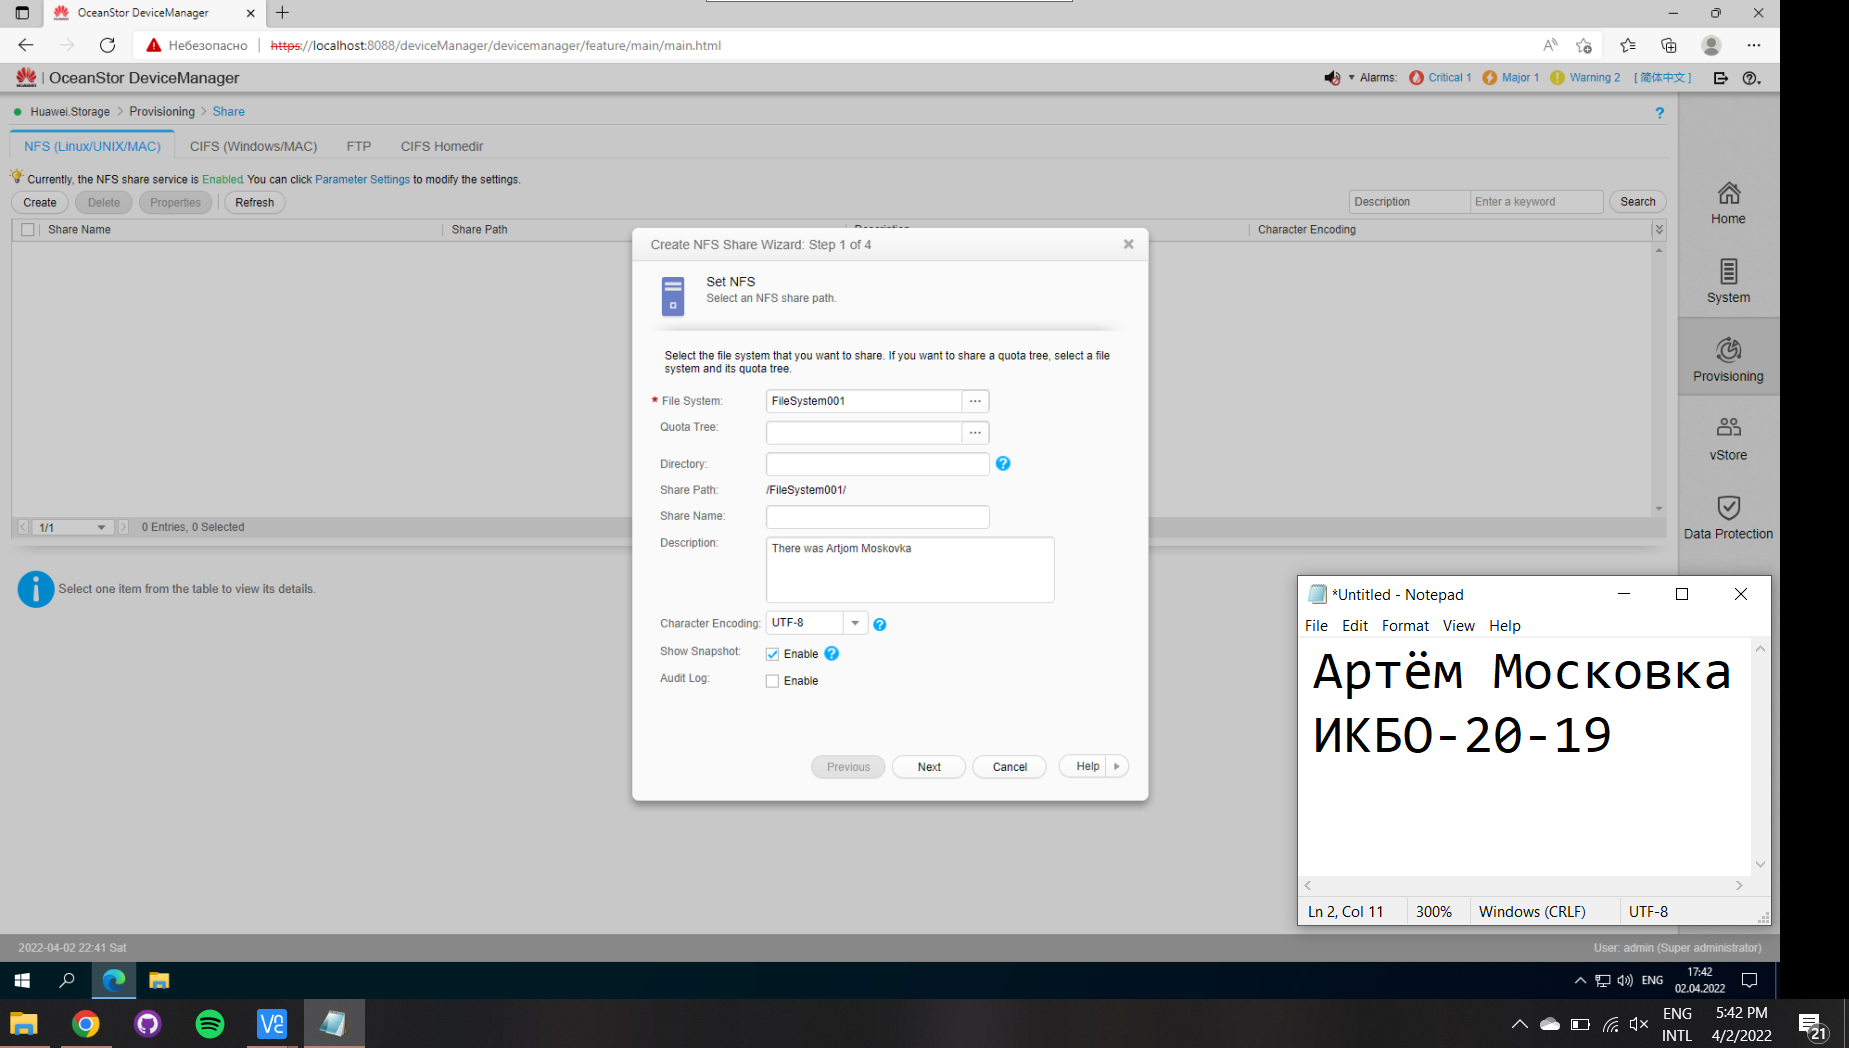 OceanStor DeviceManager
Небезопасно
https://localhost:8088/deviceManager/devicemanager/feature/main/main.html
HUAWEI
OceanStor DeviceManager
Alarms: Critical 1 Major 1 Warning 2 [简体中文]
Huawei.Storage > Provisioning > Share
NFS (Linux/UNIX/MAC) CIFS (Windows/MAC) FTP CIFS Homedir
Currently, the NFS share service is Enabled. You can click Parameter Settings to modify the settings.
Create Delete Properties Refresh Description Enter a keyword Search
Share Name Share Path Description Character Encoding
Create NFS Share Wizard: Step 1 of 4
Set NFS
Select an NFS share path.
Select the file system that you want to share. If you want to share a quota tree, select a file
system and its quota tree.
* File System: FileSystem001 ...
Quota Tree: ...
Directory: ?
Share Path: /FileSystem001/
Share Name:
Description: There was Artjom Moskovka
Character Encoding: UTF-8 ?
Show Snapshot: Enable ?
Audit Log: Enable
Previous Next Cancel Help
1/1 0 Entries, 0 Selected
Select one item from the table to view its details.
Home
System
Provisioning
vStore
Data Protection
*Untitled - Notepad
File Edit Format View Help
Артём Московка
ИКБО-20-19
Ln 2, Col 11 300% Windows (CRLF) UTF-8
2022-04-02 22:41 Sat User: admin (Super administrator)
ENG 17:42
02.04.2022
ENG 5:42 PM
INTL 4/2/2022
21